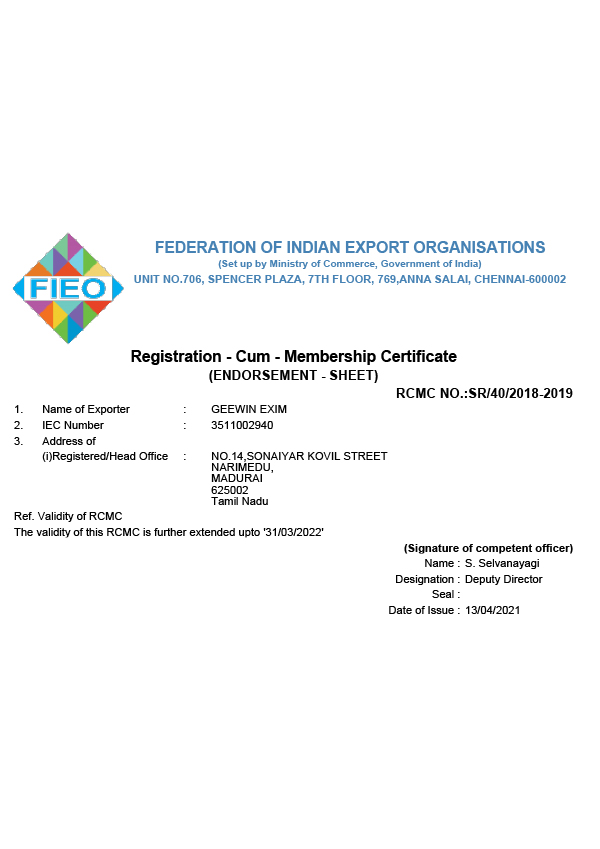 FIEO
FEDERATION OF INDIAN EXPORT ORGANISATIONS
(Set up by Ministry of Commerce, Government of India)
UNIT NO.706, SPENCER PLAZA, 7TH FLOOR, 769,ANNA SALAI, CHENNAI-600002
Registration - Cum - Membership Certificate
(ENDORSEMENT - SHEET)
RCMC NO.:SR/40/2018-2019
1. Name of Exporter : GEEWIN EXIM
2. IEC Number : 3511002940
3. Address of
(i)Registered/Head Office : NO.14,SONAIYAR KOVIL STREET
NARIMEDU,
MADURAI
625002
Tamil Nadu
Ref. Validity of RCMC
The validity of this RCMC is further extended upto '31/03/2022'
(Signature of competent officer)
Name : S. Selvanayagi
Designation : Deputy Director
Seal :
Date of Issue : 13/04/2021